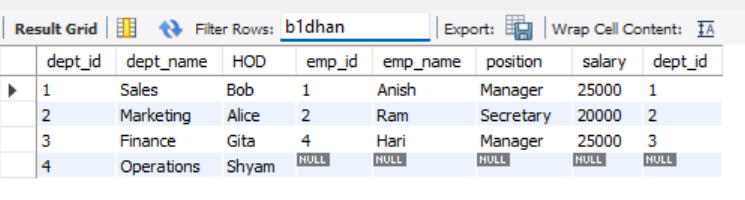 Result Grid Filter Rows: b1dhan Export: Wrap Cell Content: IA
dept_id dept_name HOD emp_id emp_name position salary dept_id
1 Sales Bob 1 Anish Manager 25000 1
2 Marketing Alice 2 Ram Secretary 20000 2
3 Finance Gita 4 Hari Manager 25000 3
4 Operations Shyam NULL NULL NULL NULL NULL